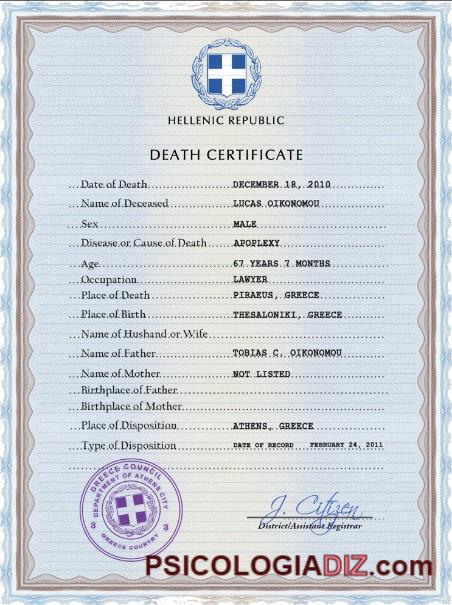 HELLENIC REPUBLIC
DEATH CERTIFICATE
Date of Death DECEMBER 18, 2010
Name of Deceased LUCAS OIKONOMOU
Sex MALE
Disease or Cause of Death APOPLEXY
Age 67 YEARS 7 MONTHS
Occupation LAWYER
Place of Death PIRAEUS, GREECE
Place of Birth THESALONIKI, GREECE
Name of Husband or Wife
Name of Father TOBIAS C. OIKONOMOU
Name of Mother NOT LISTED
Birthplace of Father
Birthplace of Mother
Place of Disposition ATHENS, GREECE
Type of Disposition DATE OF RECORD FEBRUARY 24, 2011
GREECE COUNCIL
DEPARTMENT OF ATHENS CITY
3 3
GREECE COUNTRY
J. Citizen
District/Assistant Registrar
PSICOLOGIADIZ.com